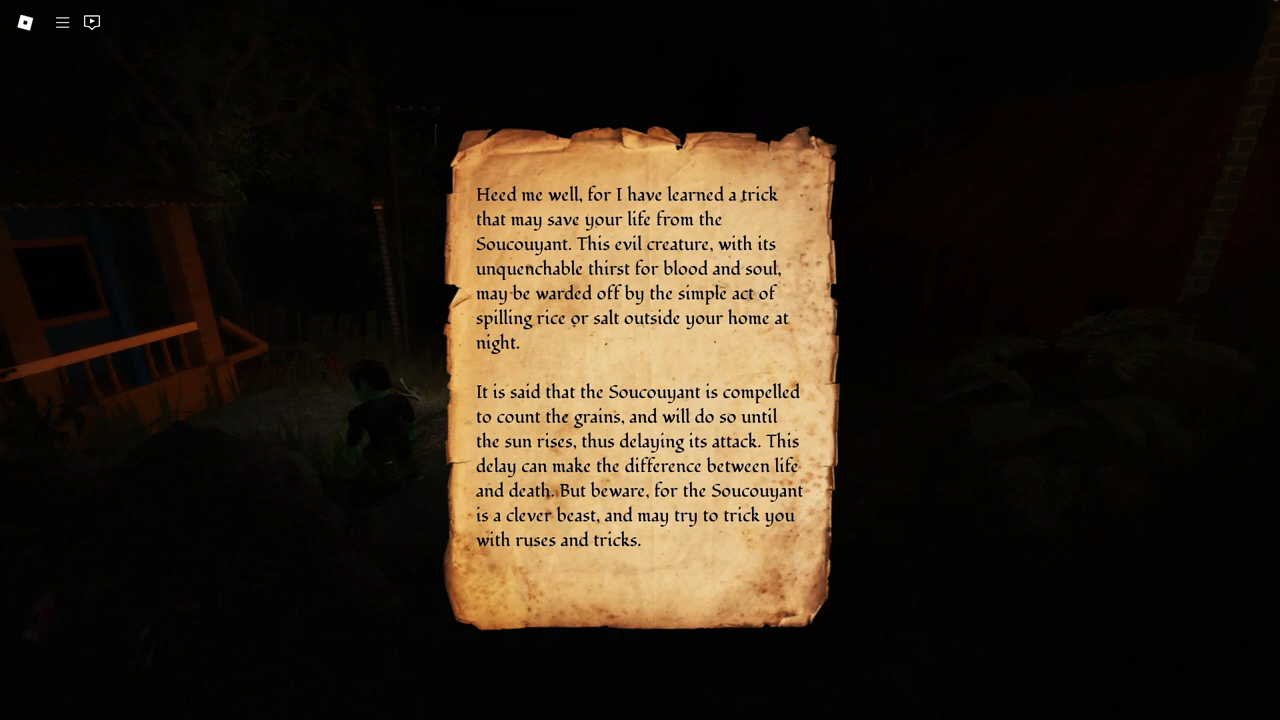 Heed me well, for I have learned a trick
that may save your life from the
Soucouyant. This evil creature, with its
unquenchable thirst for blood and soul,
may be warded off by the simple act of
spilling rice or salt outside your home at
night.
It is said that the Soucouyant is compelled
to count the grains, and will do so until
the sun rises, thus delaying its attack. This
delay can make the difference between life
and death. But beware, for the Soucouyant
is a clever beast, and may try to trick you
with ruses and tricks.